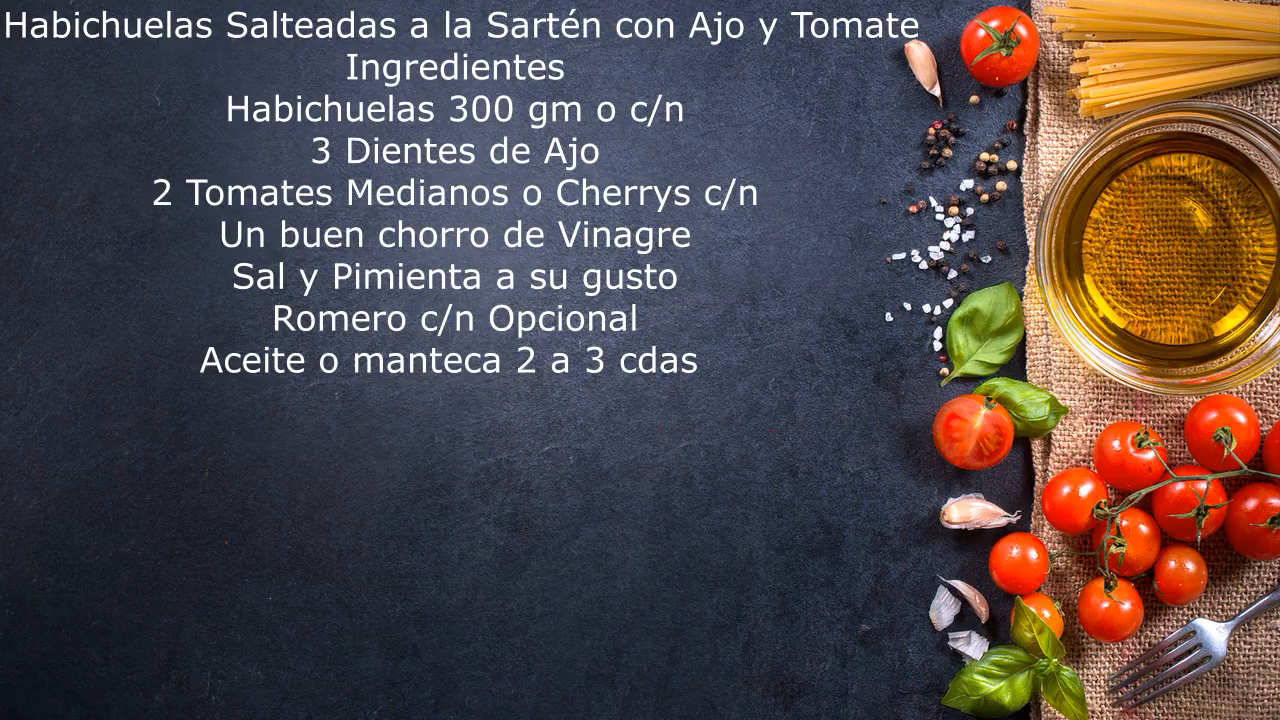 Habichuelas Salteadas a la Sartén con Ajo y Tomate
Ingredientes
Habichuelas 300 gm o c/n
3 Dientes de Ajo
2 Tomates Medianos o Cherrys c/n
Un buen chorro de Vinagre
Sal y Pimienta a su gusto
Romero c/n Opcional
Aceite o manteca 2 a 3 cdas